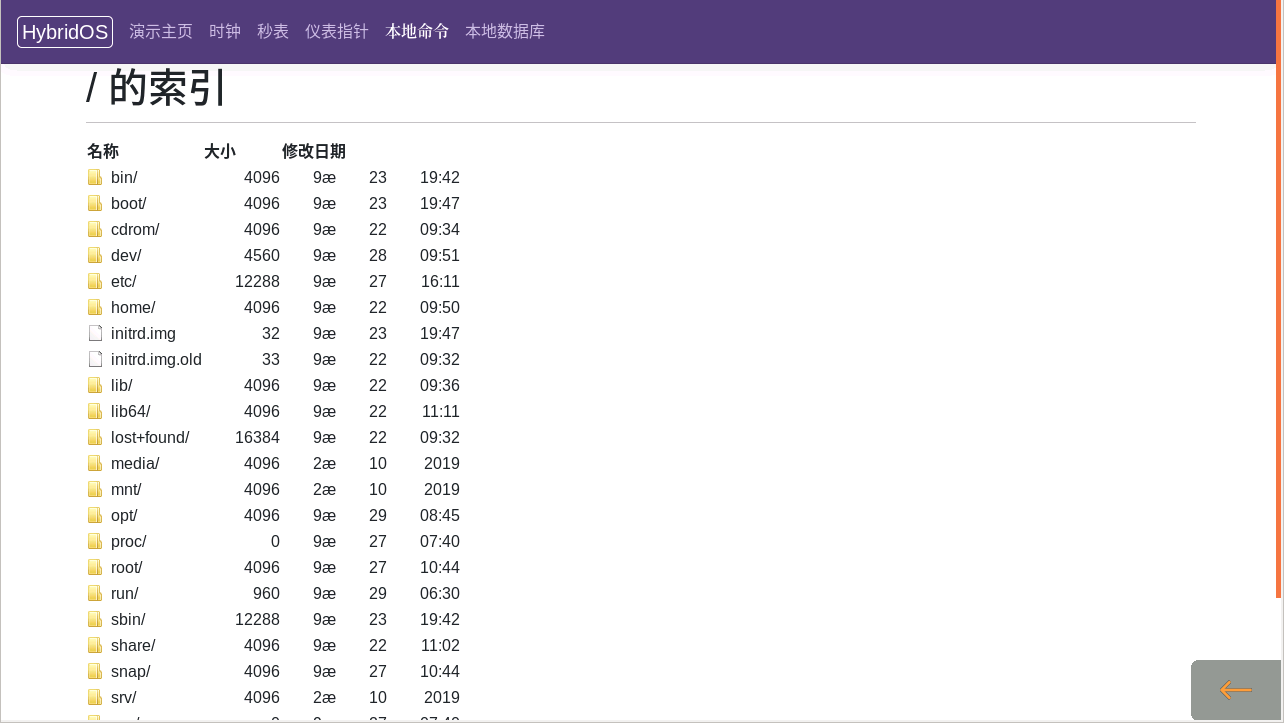 HybridOS 演示主页 时钟 秒表 仪表指针 本地命令 本地数据库
/ 的索引
名称 大小 修改日期
bin/ 4096 9æ 23 19:42
boot/ 4096 9æ 23 19:47
cdrom/ 4096 9æ 22 09:34
dev/ 4560 9æ 28 09:51
etc/ 12288 9æ 27 16:11
home/ 4096 9æ 22 09:50
initrd.img 32 9æ 23 19:47
initrd.img.old 33 9æ 22 09:32
lib/ 4096 9æ 22 09:36
lib64/ 4096 9æ 22 11:11
lost+found/ 16384 9æ 22 09:32
media/ 4096 2æ 10 2019
mnt/ 4096 2æ 10 2019
opt/ 4096 9æ 29 08:45
proc/ 0 9æ 27 07:40
root/ 4096 9æ 27 10:44
run/ 960 9æ 29 06:30
sbin/ 12288 9æ 23 19:42
share/ 4096 9æ 22 11:02
snap/ 4096 9æ 27 10:44
srv/ 4096 2æ 10 2019